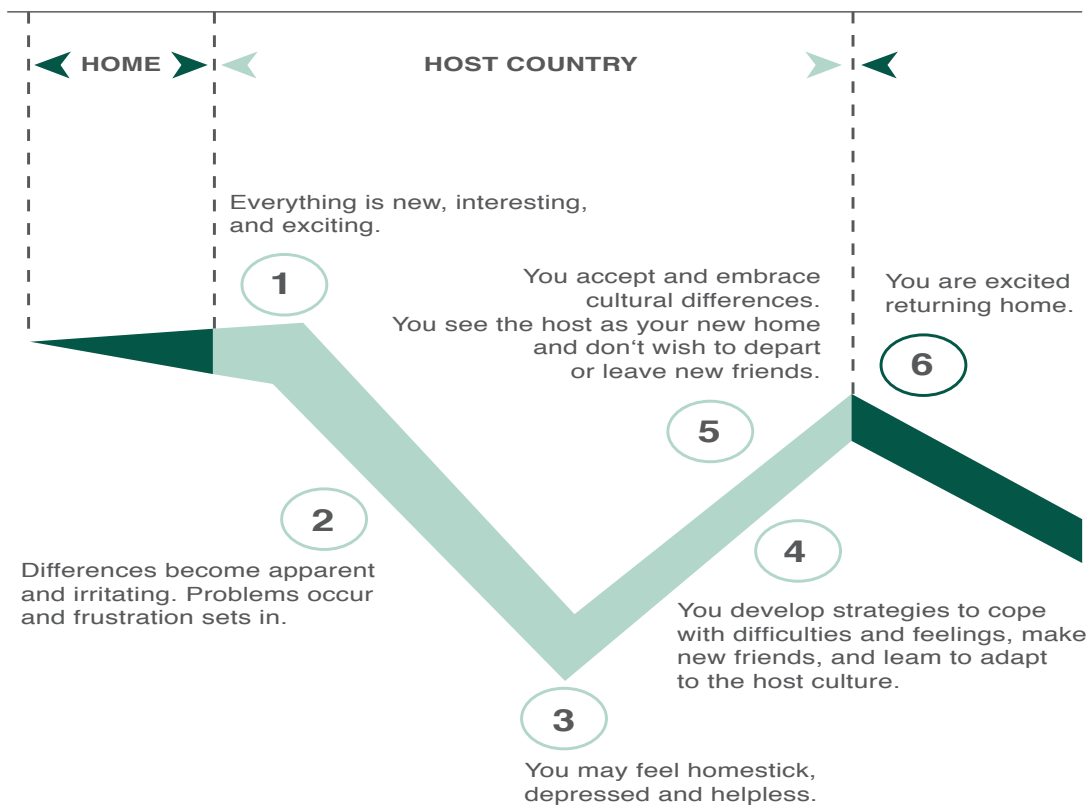 HOME
HOST COUNTRY
Everything is new, interesting,
and exciting.
1
2
Differences become apparent
and irritating. Problems occur
and frustration sets in.
3
You may feel homestick,
depressed and helpless.
4
You develop strategies to cope
with difficulties and feelings, make
new friends, and leam to adapt
to the host culture.
You accept and embrace
cultural differences.
You see the host as your new home
and don‘t wish to depart
or leave new friends.
5
You are excited
returning home.
6